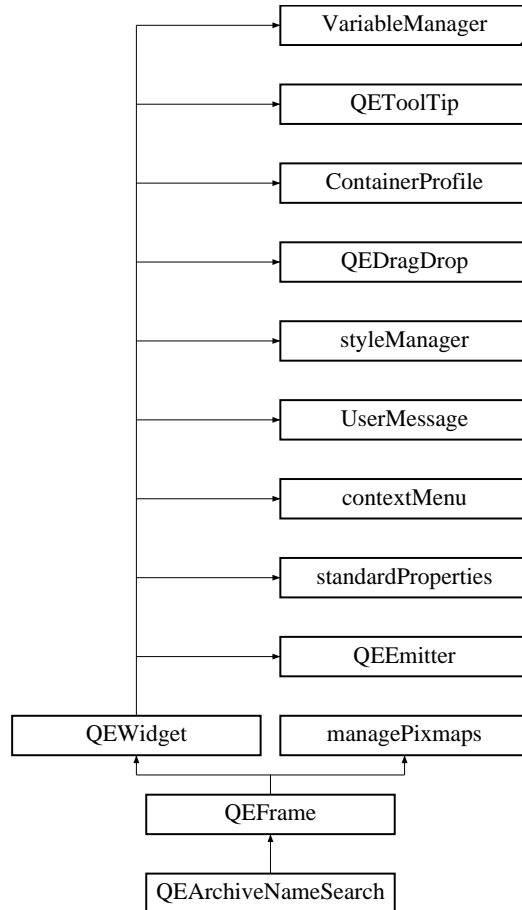 VariableManager
QEToolTip
ContainerProfile
QEDragDrop
styleManager
UserMessage
contextMenu
standardProperties
QEEmitter
QEWidget
managePixmaps
QEFrame
QEArchiveNameSearch